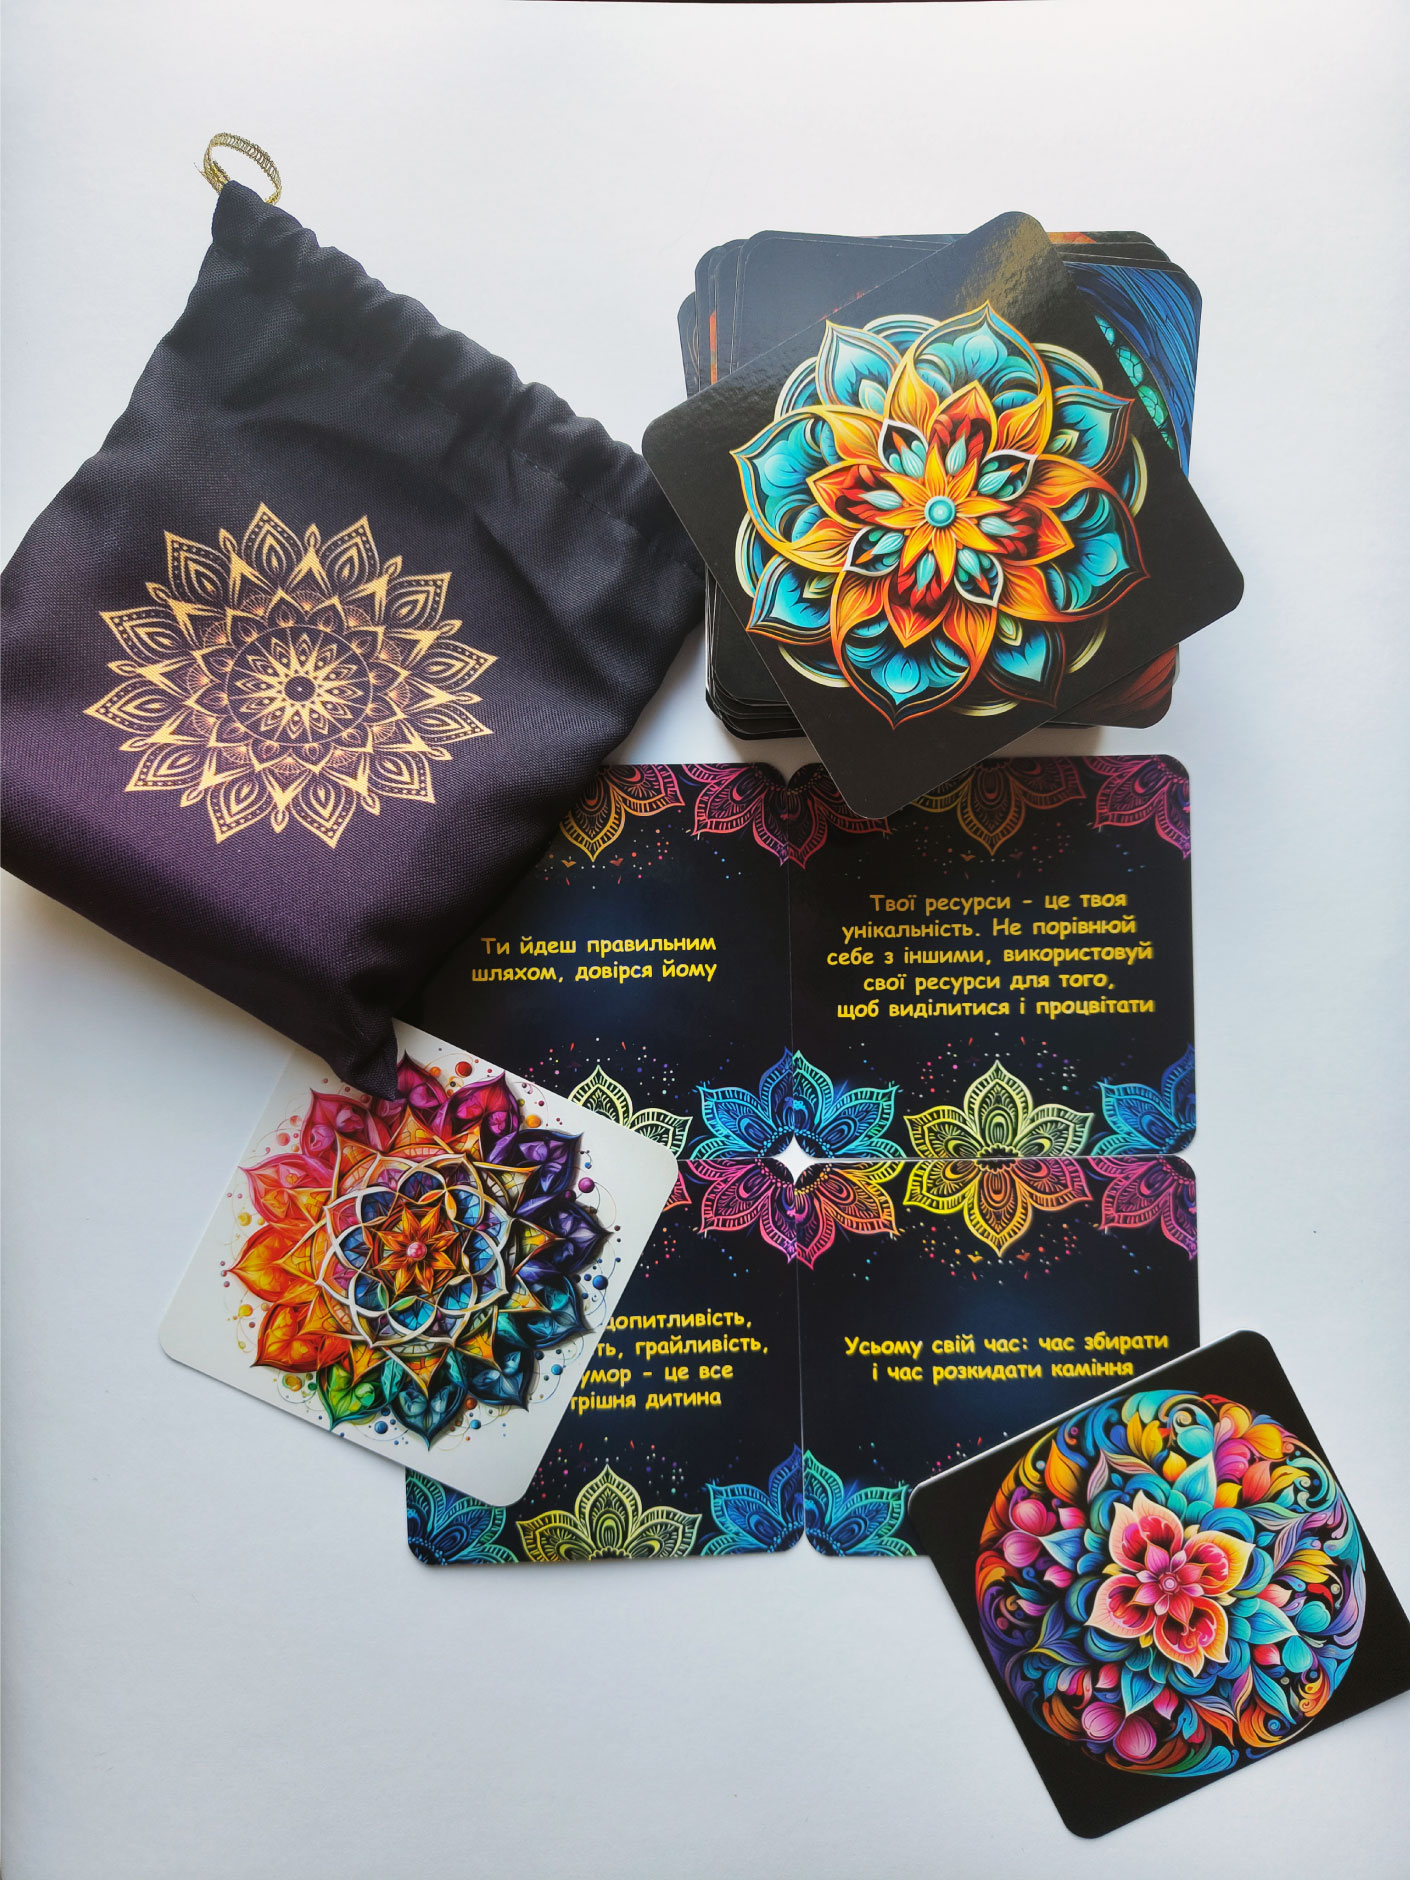 Ти йдеш правильним
шляхом, довірся йому
Твої ресурси - це твоя
унікальність. Не порівнюй
себе з іншими, використовуй
свої ресурси для того,
щоб виділитися і процвітати
допитливість,
грайливість,
- це все
дитина
Усьому свій час: час збирати
і час розкидати каміння